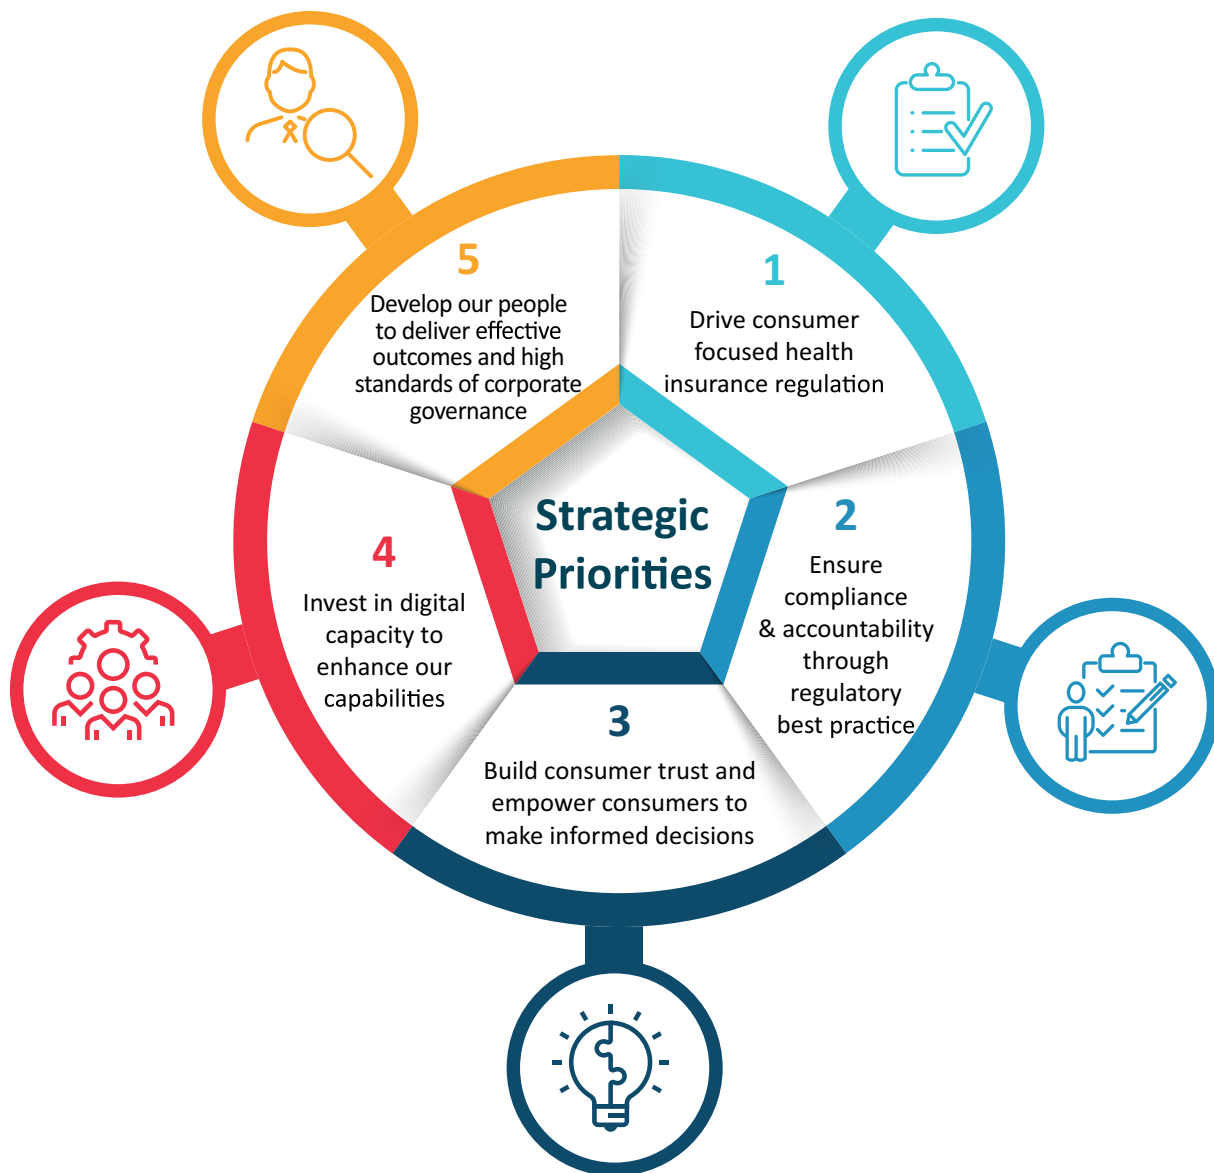 Strategic
Priorities
1
Drive consumer
focused health
insurance regulation
2
Ensure
compliance
& accountability
through
regulatory
best practice
3
Build consumer trust and
empower consumers to
make informed decisions
4
Invest in digital
capacity to
enhance our
capabilities
5
Develop our people
to deliver effective
outcomes and high
standards of corporate
governance